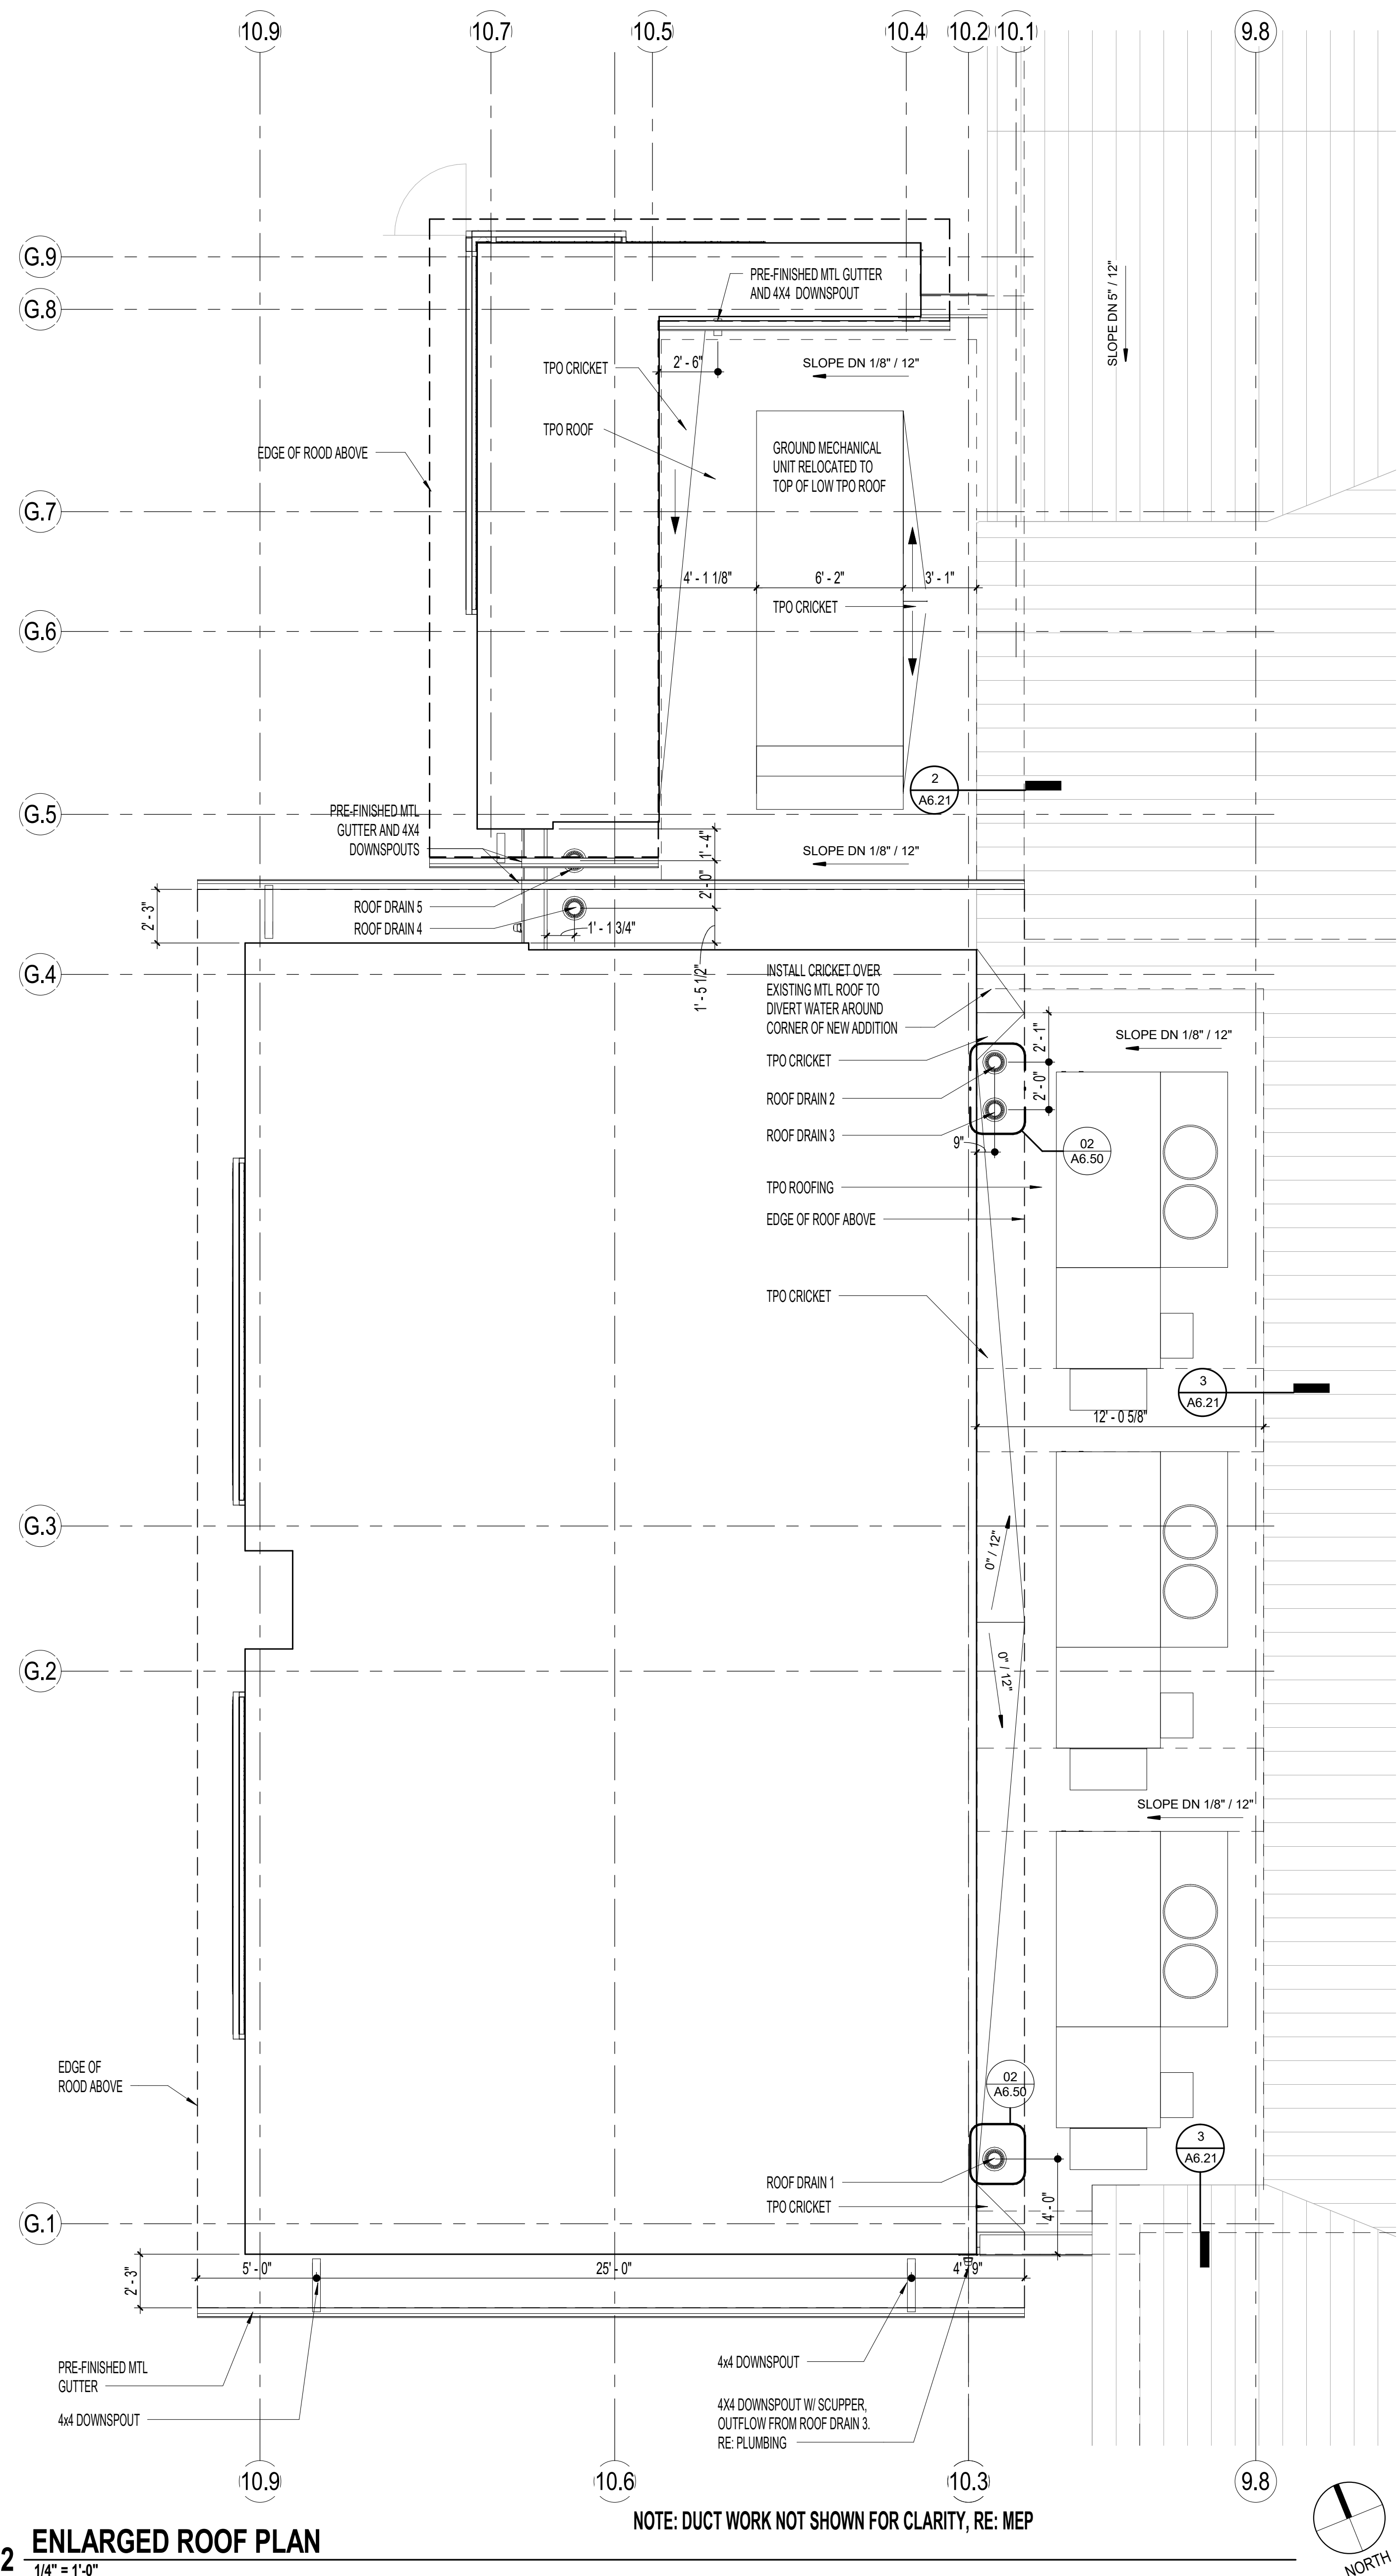 10.9
10.7
10.5
10.4
10.2
10.1
9.8
G.9
G.8
PRE-FINISHED MTL GUTTER
AND 4X4 DOWNSPOUT
SLOPE DN 5" / 12"
TPO CRICKET
2' - 6"
SLOPE DN 1/8" / 12"
TPO ROOF
EDGE OF ROOD ABOVE
GROUND MECHANICAL
UNIT RELOCATED TO
TOP OF LOW TPO ROOF
G.7
4' - 1 1/8"
6' - 2"
3' - 1"
TPO CRICKET
G.6
2
A6.21
G.5
PRE-FINISHED MTL
GUTTER AND 4X4
DOWNSPOUTS
1' - 4"
SLOPE DN 1/8" / 12"
2' - 0"
2' - 3"
ROOF DRAIN 5
ROOF DRAIN 4
1' - 1 3/4"
1' - 5 1/2"
G.4
INSTALL CRICKET OVER
EXISTING MTL ROOF TO
DIVERT WATER AROUND
CORNER OF NEW ADDITION
2' - 1"
SLOPE DN 1/8" / 12"
TPO CRICKET
2' - 0"
ROOF DRAIN 2
ROOF DRAIN 3
9"
02
A6.50
TPO ROOFING
EDGE OF ROOF ABOVE
TPO CRICKET
3
A6.21
12' - 0 5/8"
G.3
0" / 12"
G.2
0" / 12"
SLOPE DN 1/8" / 12"
EDGE OF
ROOD ABOVE
02
A6.50
3
A6.21
ROOF DRAIN 1
TPO CRICKET
4' - 0"
G.1
2' - 3"
5' - 0"
25' - 0"
4' - 9"
PRE-FINISHED MTL
GUTTER
4x4 DOWNSPOUT
4x4 DOWNSPOUT
4X4 DOWNSPOUT W/ SCUPPER,
OUTFLOW FROM ROOF DRAIN 3.
RE: PLUMBING
10.9
10.6
10.3
9.8
NOTE: DUCT WORK NOT SHOWN FOR CLARITY, RE: MEP
2 ENLARGED ROOF PLAN
1/4" = 1'-0"
NORTH